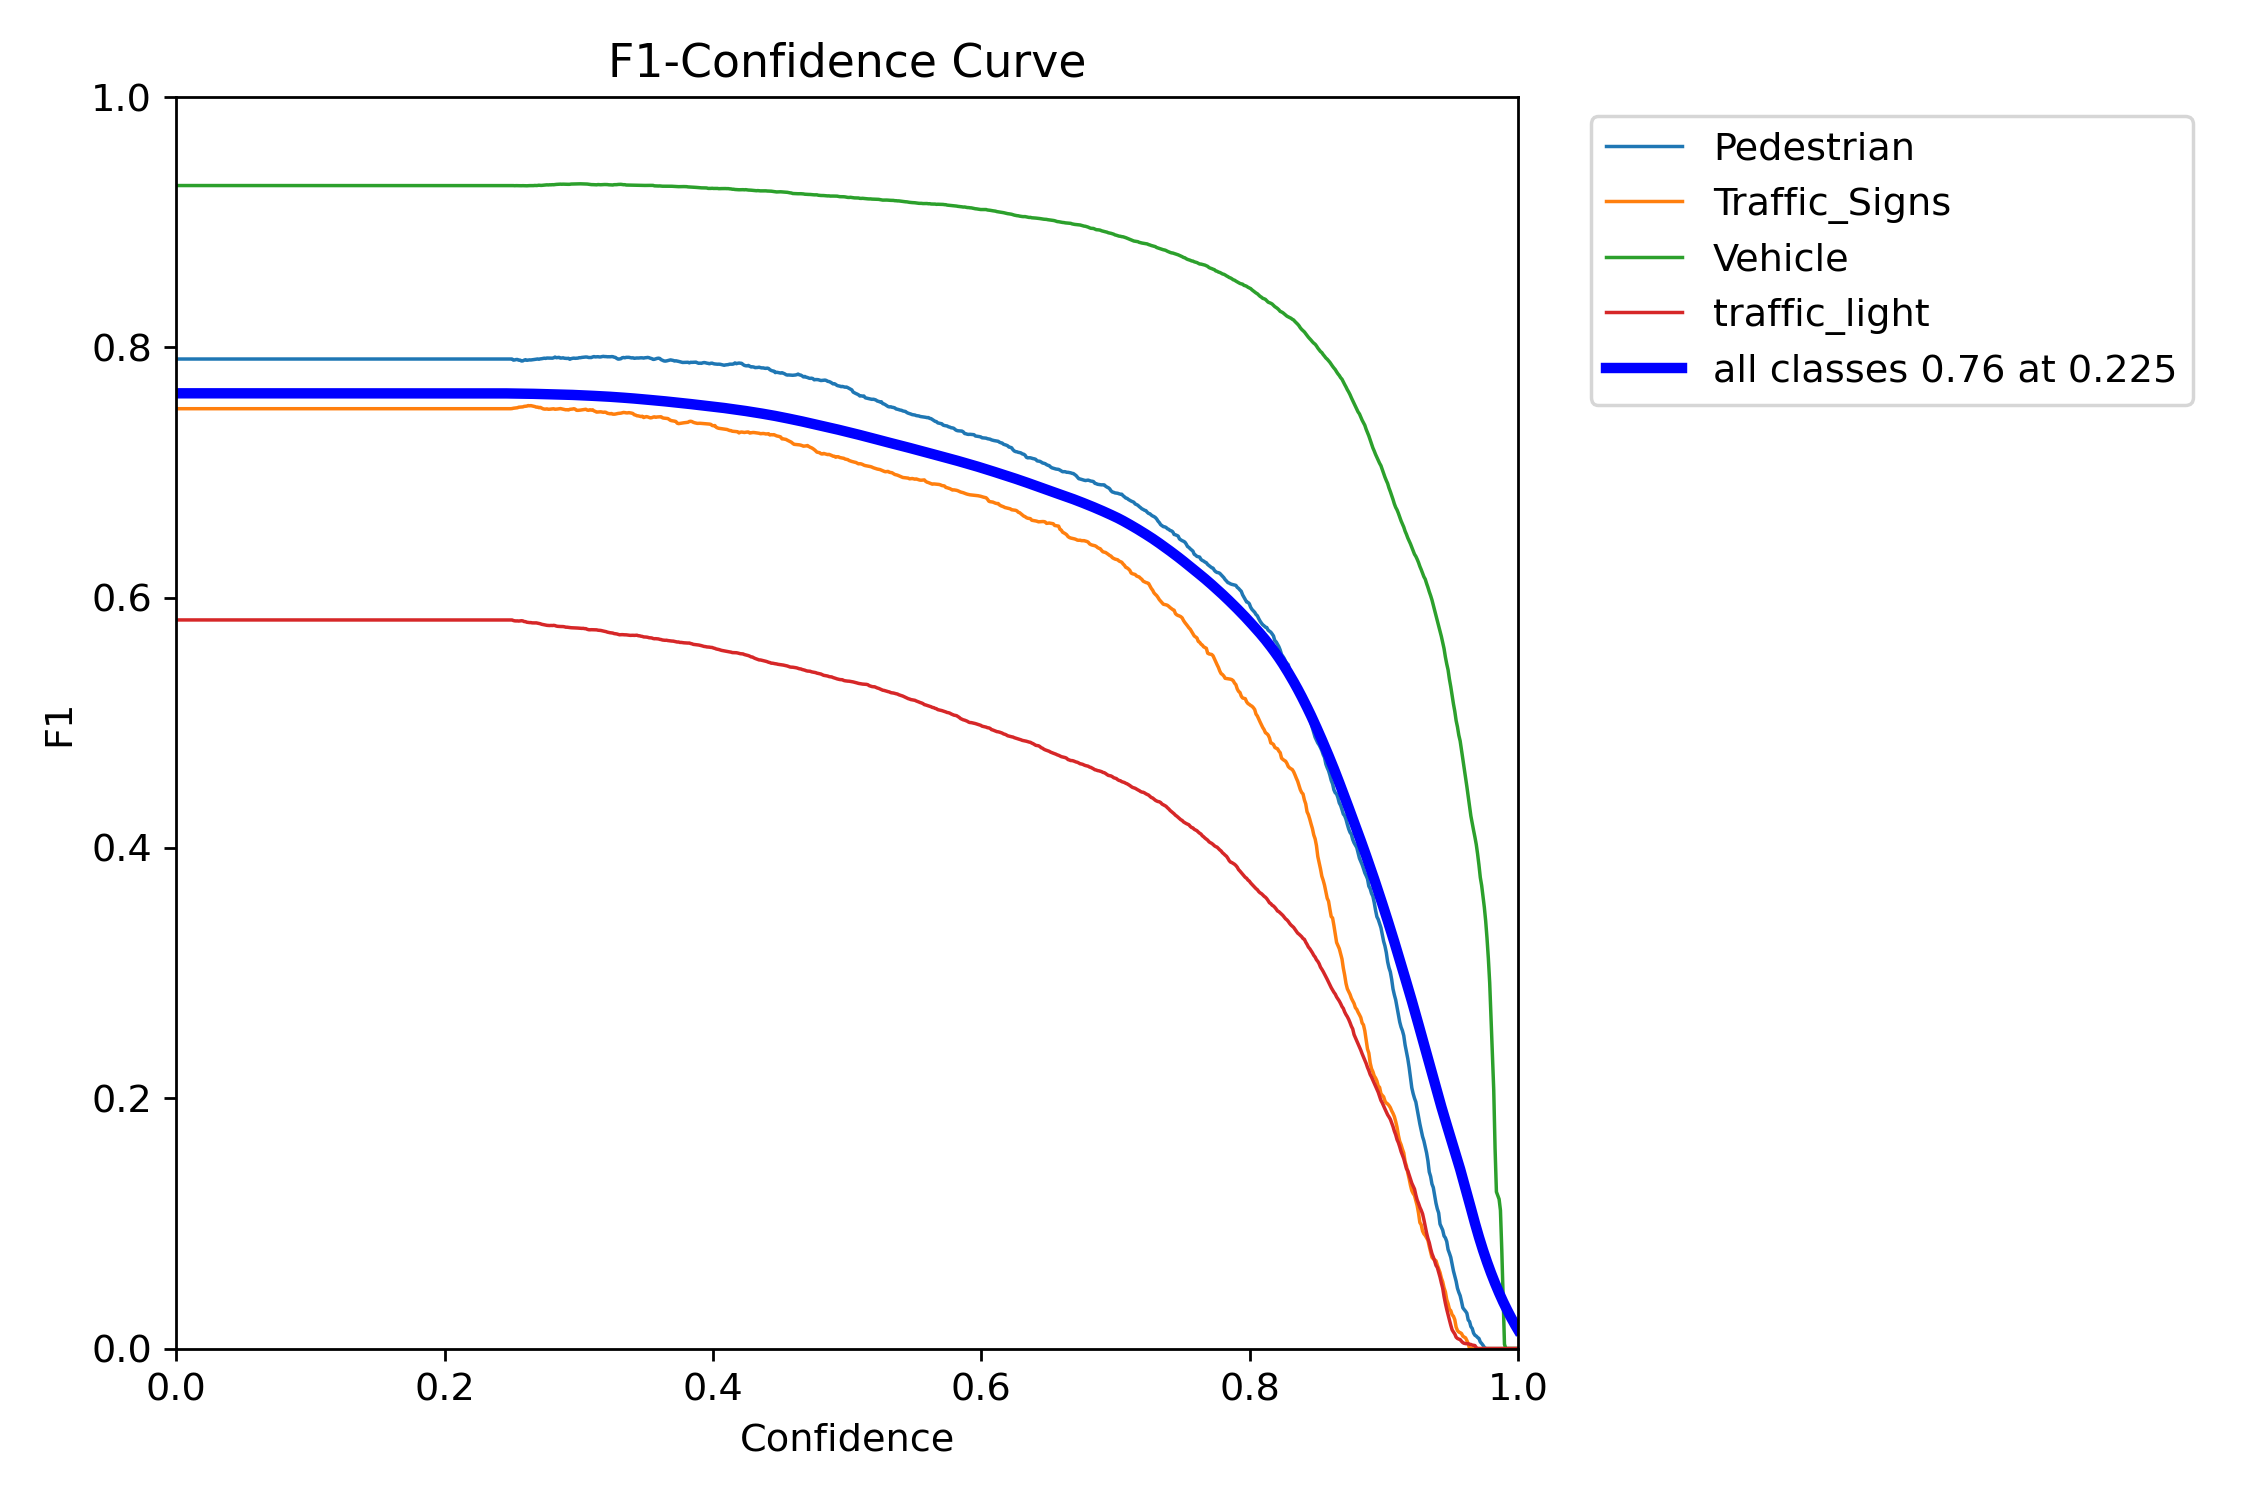 F1-Confidence Curve
1.0
0.8
0.6
0.4
0.2
0.0
F1
0.0 0.2 0.4 0.6 0.8 1.0
Confidence
Pedestrian
Traffic_Signs
Vehicle
traffic_light
all classes 0.76 at 0.225